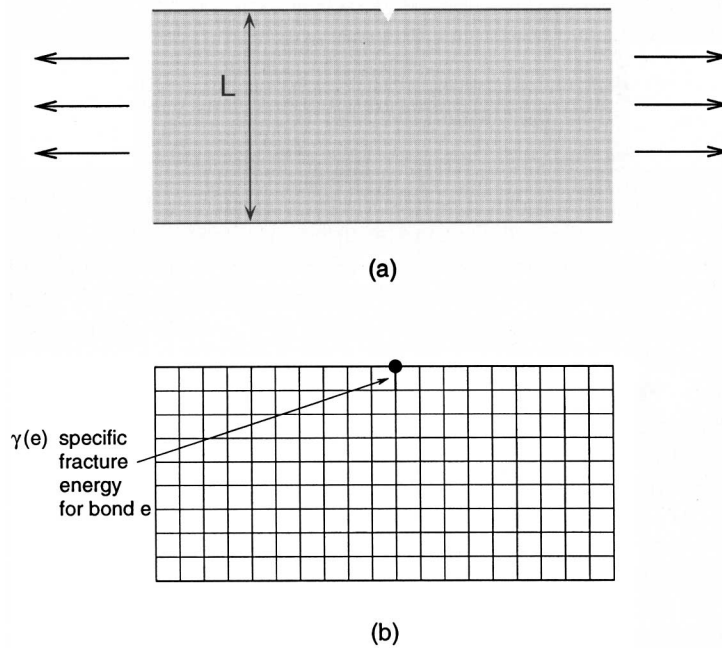 L
(a)
γ(e) specific
fracture
energy
for bond e
(b)